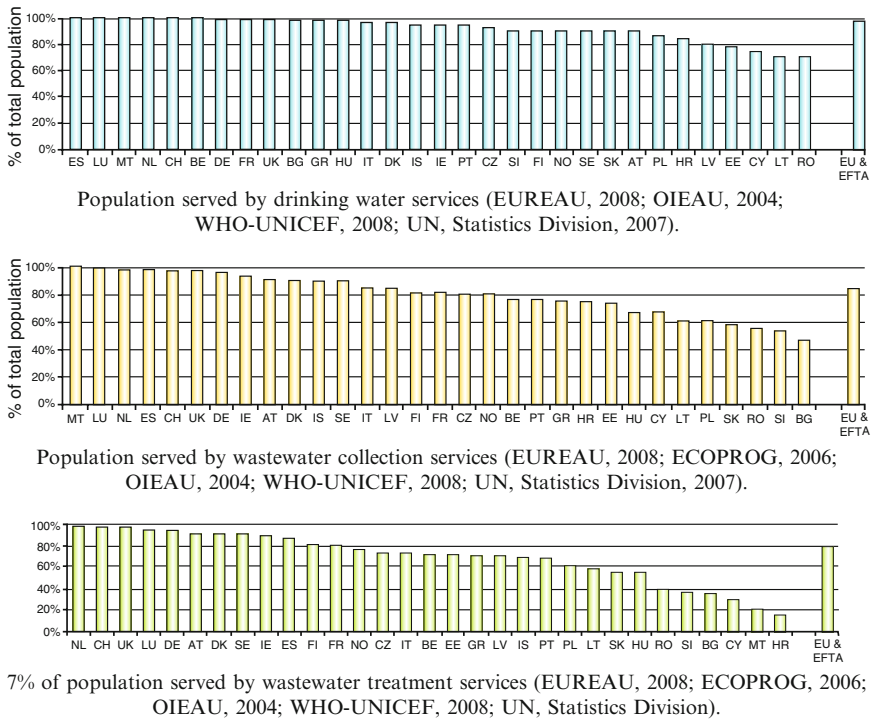 % of total population
100%
80%
60%
40%
20%
0%
ES LU MT NL CH BE DE FR UK BG GR HU IT DK IS IE PT CZ SI FI NO SE SK AT PL HR LV EE CY LT RO EU &
EFTA
Population served by drinking water services (EUREAU, 2008; OIEAU, 2004;
WHO-UNICEF, 2008; UN, Statistics Division, 2007).
% of total population
100%
80%
60%
40%
20%
0%
MT LU NL ES CH UK DE IE AT DK IS SE IT LV FI FR CZ NO BE PT GR HR EE HU CY LT PL SK RO SI BG EU &
EFTA
Population served by wastewater collection services (EUREAU, 2008; ECOPROG, 2006;
OIEAU, 2004; WHO-UNICEF, 2008; UN, Statistics Division, 2007).
100%
80%
60%
40%
20%
0%
NL CH UK LU DE AT DK SE IE ES FI FR NO CZ IT BE EE GR LV IS PT PL LT SK HU RO SI BG CY MT HR EU &
EFTA
7% of population served by wastewater treatment services (EUREAU, 2008; ECOPROG, 2006;
OIEAU, 2004; WHO-UNICEF, 2008; UN, Statistics Division).